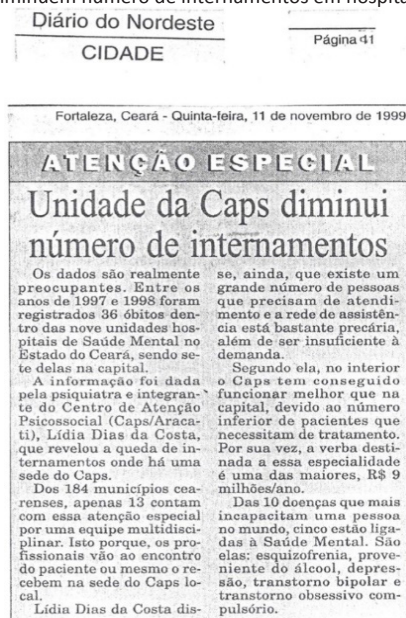 Diário do Nordeste
CIDADE
Página 41
Fortaleza, Ceará - Quinta-feira, 11 de novembro de 1999
ATENÇÃO ESPECIAL
Unidade da Caps diminui
número de internamentos
Os dados são realmente
preocupantes. Entre os
anos de 1997 e 1998 foram
registrados 36 óbitos den-
tro das nove unidades hos-
pitais de Saúde Mental no
Estado do Ceará, sendo se-
te delas na capital.
A informação foi dada
pela psiquiatra e integran-
te do Centro de Atenção
Psicossocial (Caps/Araca-
ti), Lídia Dias da Costa,
que revelou a queda de in-
ternamentos onde há uma
sede do Caps.
Dos 184 municípios cea-
renses, apenas 13 contam
com essa atenção especial
por uma equipe multidisci-
plinar. Isto porque, os pro-
fissionais vão ao encontro
do paciente ou mesmo o re-
cebem na sede do Caps lo-
cal.
Lídia Dias da Costa dis-
se, ainda, que existe um
grande número de pessoas
que precisam de atendi-
mento e a rede de assistên-
cia está bastante precária,
além de ser insuficiente à
demanda.
Segundo ela, no interior
o Caps tem conseguido
funcionar melhor que na
capital, devido ao número
inferior de pacientes que
necessitam de tratamento.
Por sua vez, a verba desti-
nada a essa especialidade
é uma das maiores, R$ 9
milhões/ano.
Das 10 doenças que mais
incapacitam uma pessoa
no mundo, cinco estão liga-
das à Saúde Mental. São
elas: esquizofrenia, prove-
niente do álcool, depres-
são, transtorno bipolar e
transtorno obsessivo com-
pulsório.